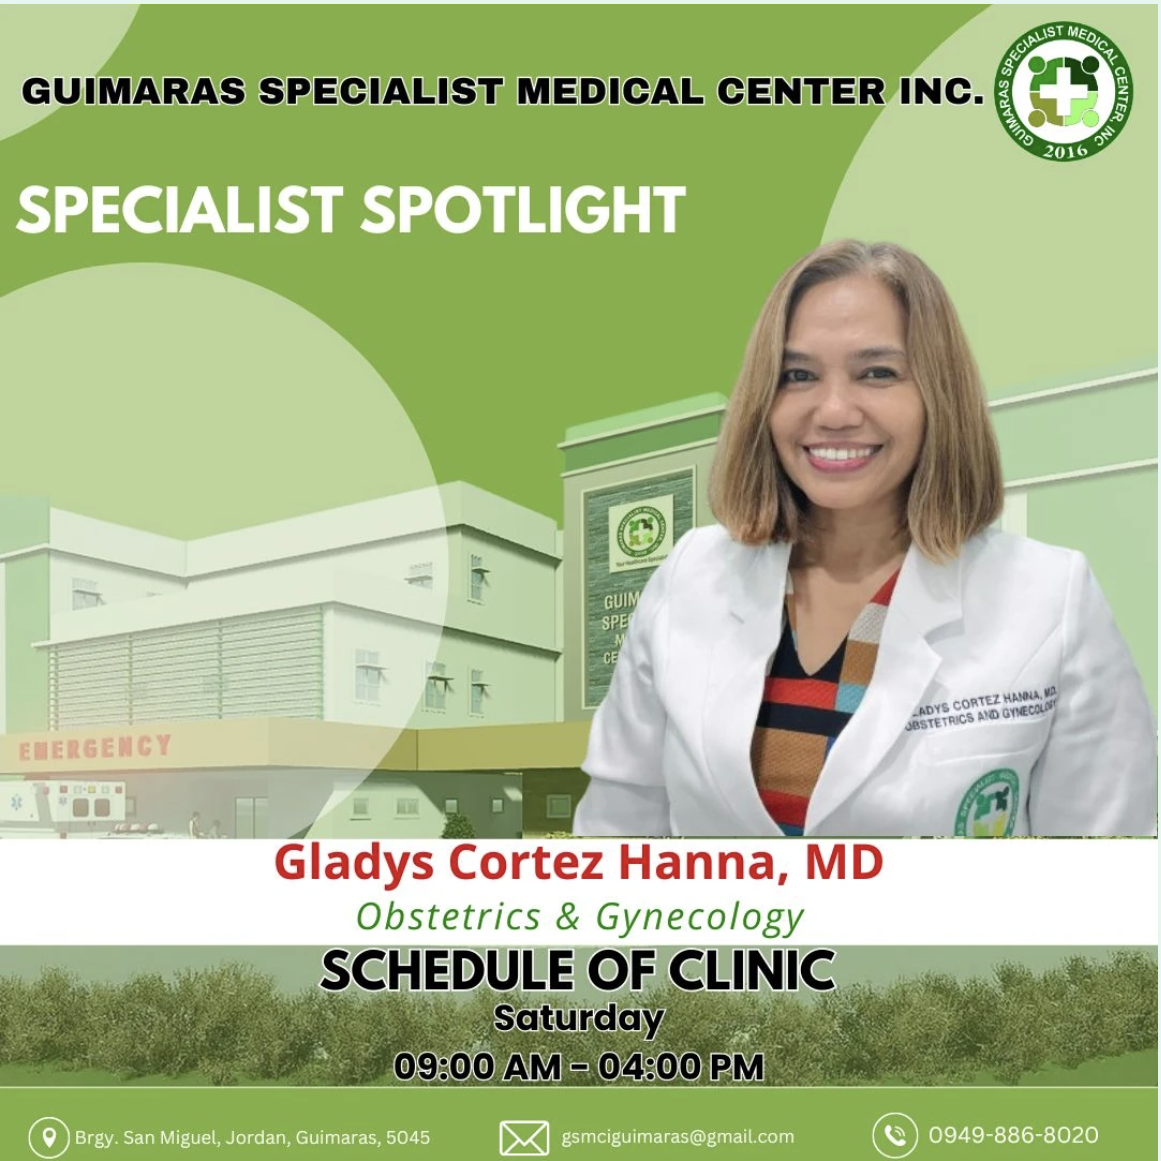 GUIMARAS SPECIALIST MEDICAL CENTER INC.
GUIMARAS SPECIALIST MEDICAL CENTER, INC
2016
SPECIALIST SPOTLIGHT
GUIM
SPE
M
CE
EMERGENCY
LADYS CORTEZ HANNA, MD.
OBSTETRICS AND GYNECOLOGY
Gladys Cortez Hanna, MD
Obstetrics & Gynecology
SCHEDULE OF CLINIC
Saturday
09:00 AM – 04:00 PM
Brgy. San Miguel, Jordan, Guimaras, 5045
gsmciguimaras@gmail.com
0949-886-8020